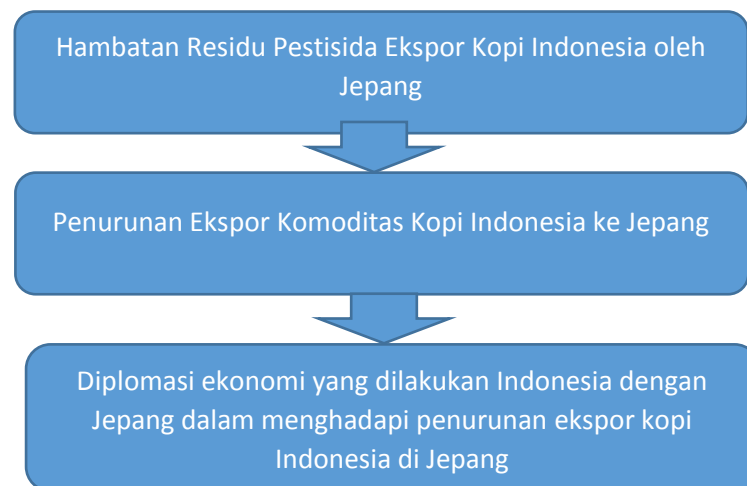 Hambatan Residu Pestisida Ekspor Kopi Indonesia oleh
Jepang
Penurunan Ekspor Komoditas Kopi Indonesia ke Jepang
Diplomasi ekonomi yang dilakukan Indonesia dengan
Jepang dalam menghadapi penurunan ekspor kopi
Indonesia di Jepang